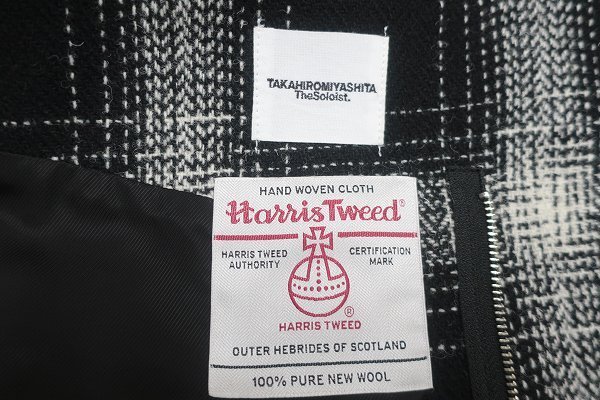 TAKAHIROMIYASHITA
TheSoloist.
HAND WOVEN CLOTH
Harris Tweed®
HARRIS TWEED
AUTHORITY
CERTIFICATION
MARK
®
HARRIS TWEED
OUTER HEBRIDES OF SCOTLAND
100% PURE NEW WOOL